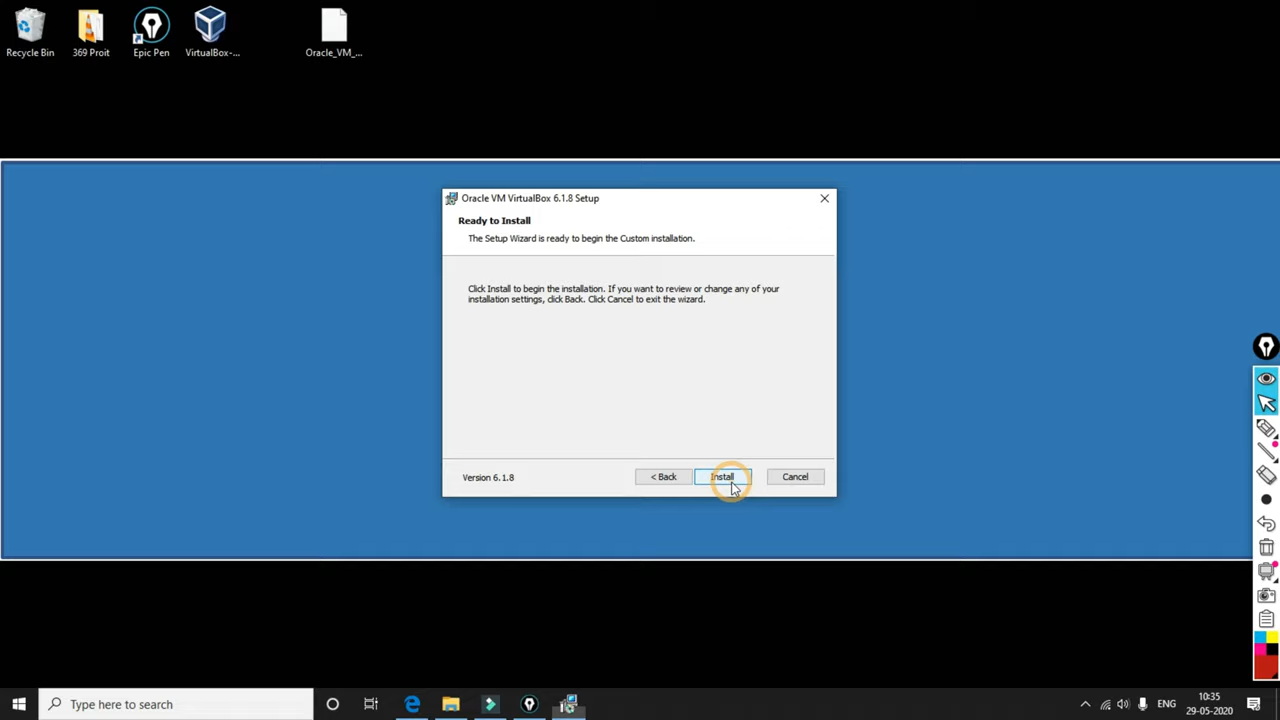 Recycle Bin
369 Proit
Epic Pen
VirtualBox-...
Oracle_VM_...
Oracle VM VirtualBox 6.1.8 Setup
Ready to Install
The Setup Wizard is ready to begin the Custom installation.
Click Install to begin the installation. If you want to review or change any of your
installation settings, click Back. Click Cancel to exit the wizard.
Version 6.1.8
< Back
Install
Cancel
Type here to search
ENG
10:35
29-05-2020